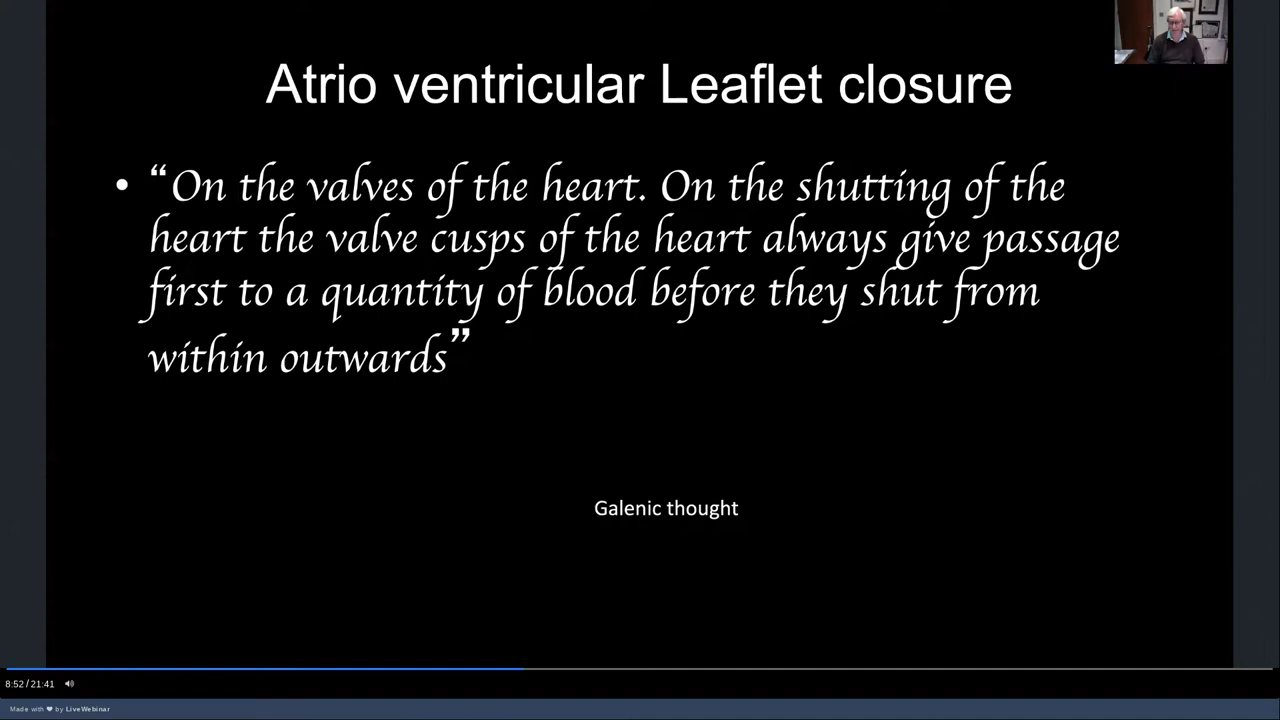 Atrio ventricular Leaflet closure
• “On the valves of the heart. On the shutting of the
heart the valve cusps of the heart always give passage
first to a quantity of blood before they shut from
within outwards”
Galenic thought
8:52 / 21:41
Made with ❤ by LiveWebinar